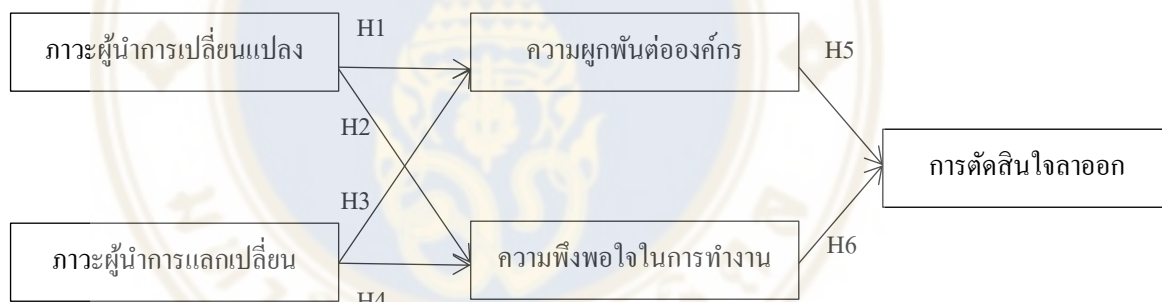 ภาวะผู้นำการเปลี่ยนแปลง
H1
ความผูกพันต่อองค์กร
H5
H2
การตัดสินใจลาออก
H3
ภาวะผู้นำการแลกเปลี่ยน
ความพึงพอใจในการทำงาน
H6
H4